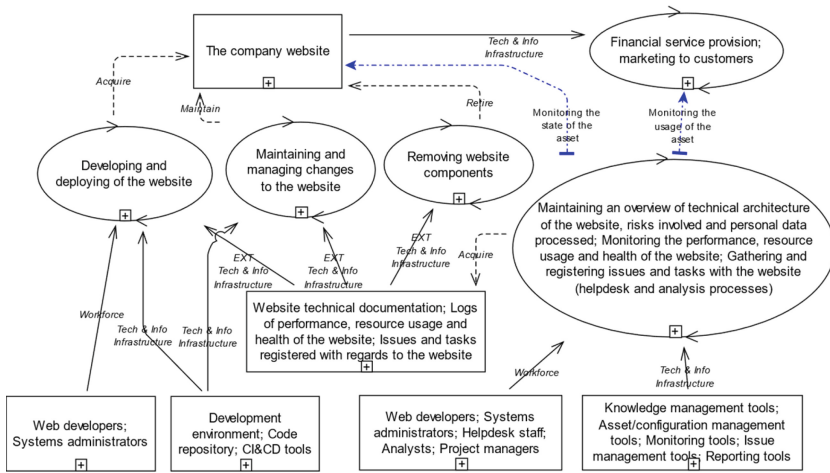 The company website
Tech & Info
Infrastructure
Financial service provision;
marketing to customers
Acquire
Maintain
Retire
Monitoring the
state of the
asset
Monitoring the
usage of the
asset
Developing and
deploying of the website
Maintaining and
managing changes
to the website
Removing website
components
Maintaining an overview of technical architecture
of the website, risks involved and personal data
processed; Monitoring the performance, resource
usage and health of the website; Gathering and
registering issues and tasks with the website
(helpdesk and analysis processes)
EXT
Tech & Info
Infrastructure
EXT
Tech & Info
Infrastructure
EXT
Tech & Info
Infrastructure
Acquire
Website technical documentation; Logs
of performance, resource usage and
health of the website; Issues and tasks
registered with regards to the website
Workforce
Tech & Info
Infrastructure
Tech & Info
Infrastructure
Workforce
Tech & Info
Infrastructure
Web developers;
Systems administrators
Development
environment; Code
repository; CI&CD tools
Web developers; Systems
administrators; Helpdesk staff;
Analysts; Project managers
Knowledge management tools;
Asset/configuration management
tools; Monitoring tools; Issue
management tools; Reporting tools